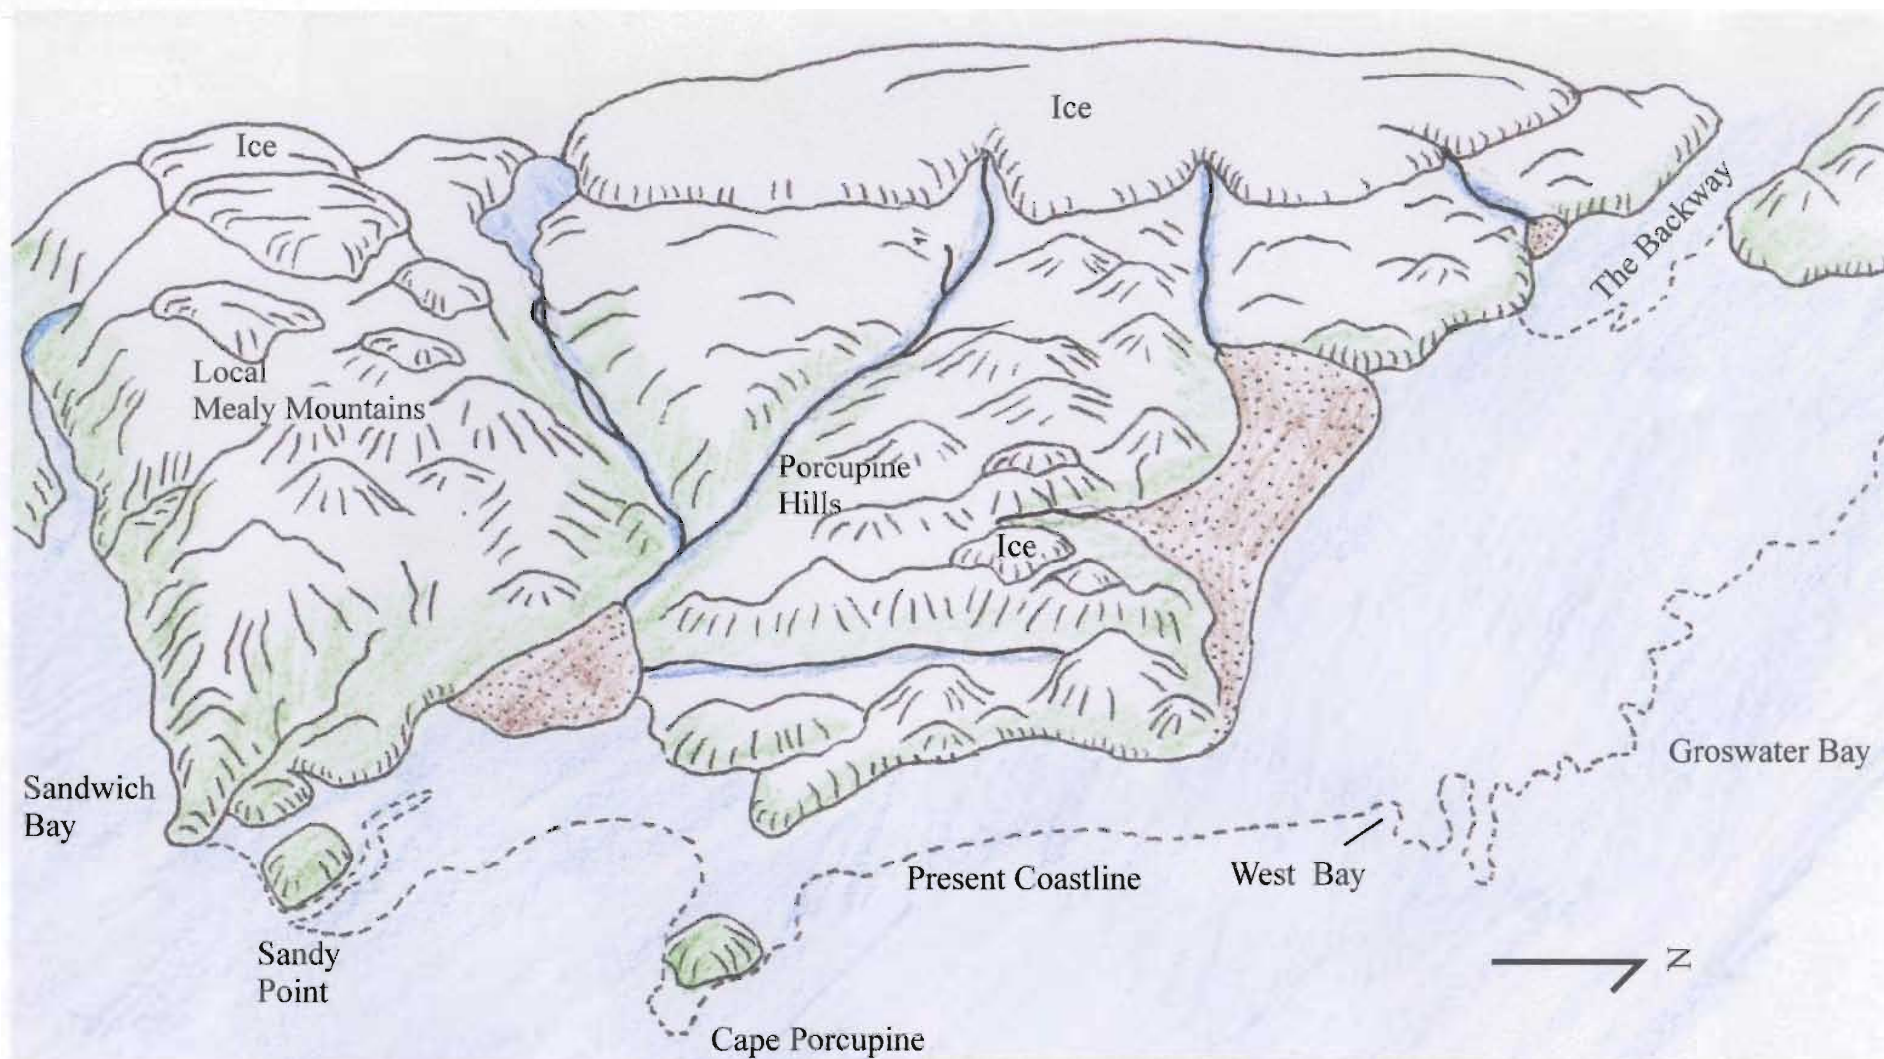 Ice
Ice
The Backway
Local
Mealy Mountains
Porcupine
Hills
Ice
Groswater Bay
Sandwich
Bay
Present Coastline
West Bay
Sandy
Point
N
Cape Porcupine